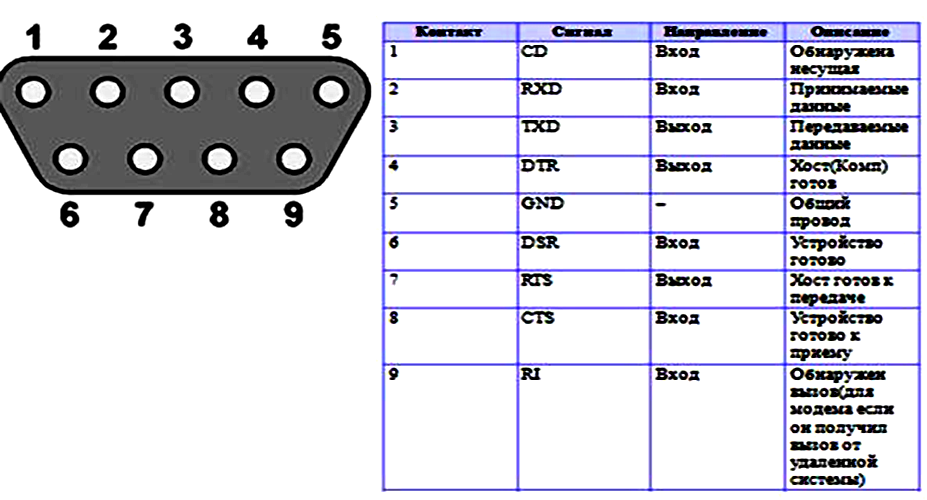 1 2 3 4 5
6 7 8 9
Контакт Сигнал Направление Описание
1 CD Вход Обнаружена
несущая
2 RXD Вход Принимаемые
данные
3 TXD Выход Передаваемые
данные
4 DTR Выход Хост(Комп)
готов
5 GND – Общий
провод
6 DSR Вход Устройство
готово
7 RTS Выход Хост готов к
передаче
8 CTS Вход Устройство
готово к
приему
9 RI Вход Обнаружен
вызов(для
модема если
он получил
вызов от
удаленной
системы)